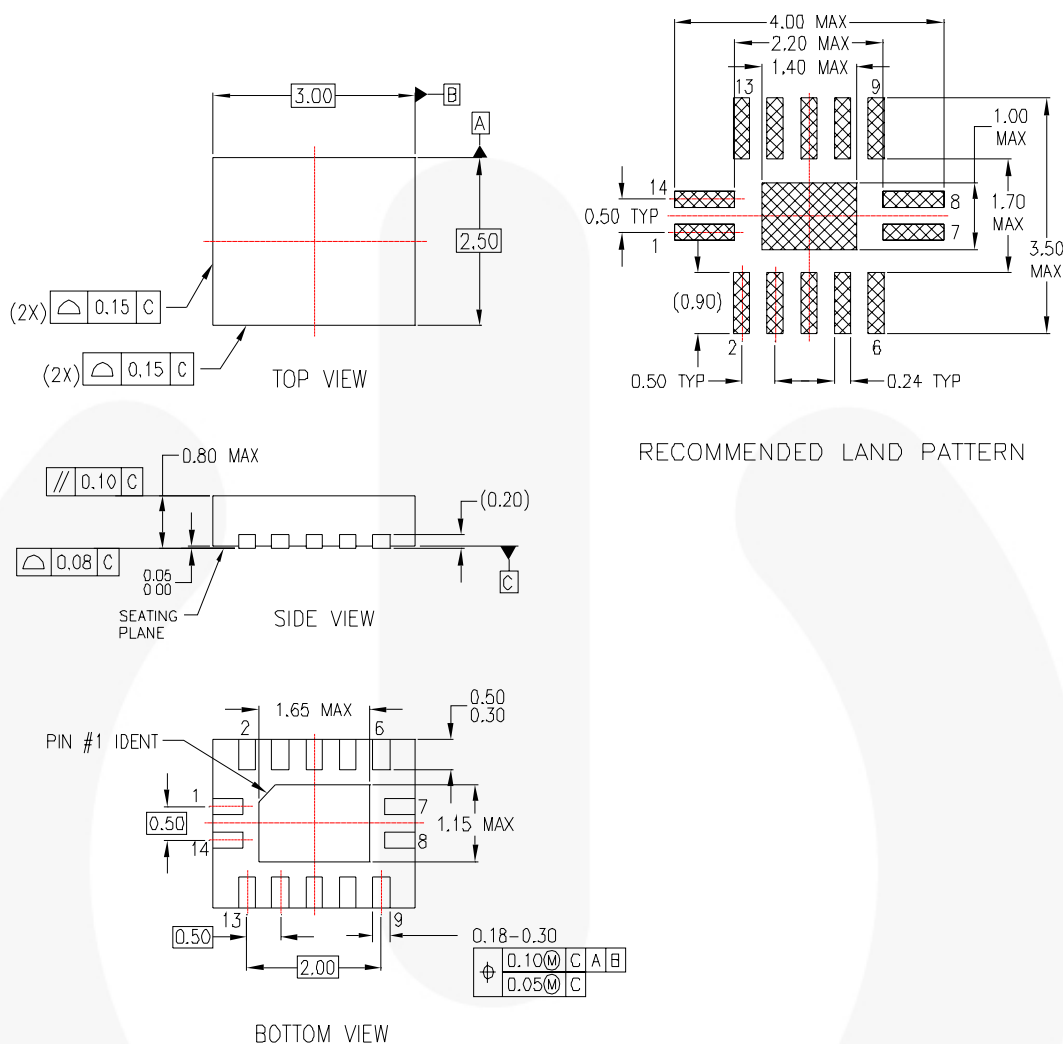 3.00
B
A
2.50
(2X) 0.15 C
(2X) 0.15 C
TOP VIEW
4.00 MAX
2.20 MAX
1.40 MAX
13
9
1.00
MAX
14
8
0.50 TYP
1.70
MAX
1
7
3.50
MAX
(0.90)
2
6
0.50 TYP
0.24 TYP
RECOMMENDED LAND PATTERN
0.80 MAX
// 0.10 C
(0.20)
0.08 C
0.05
0.00
C
SEATING
PLANE
SIDE VIEW
0.50
0.30
1.65 MAX
2
6
PIN #1 IDENT
1
7
0.50
1.15 MAX
14
8
13
9
0.50
0.18-0.30
2.00
0.10Ⓜ C A B
0.05Ⓜ C
BOTTOM VIEW